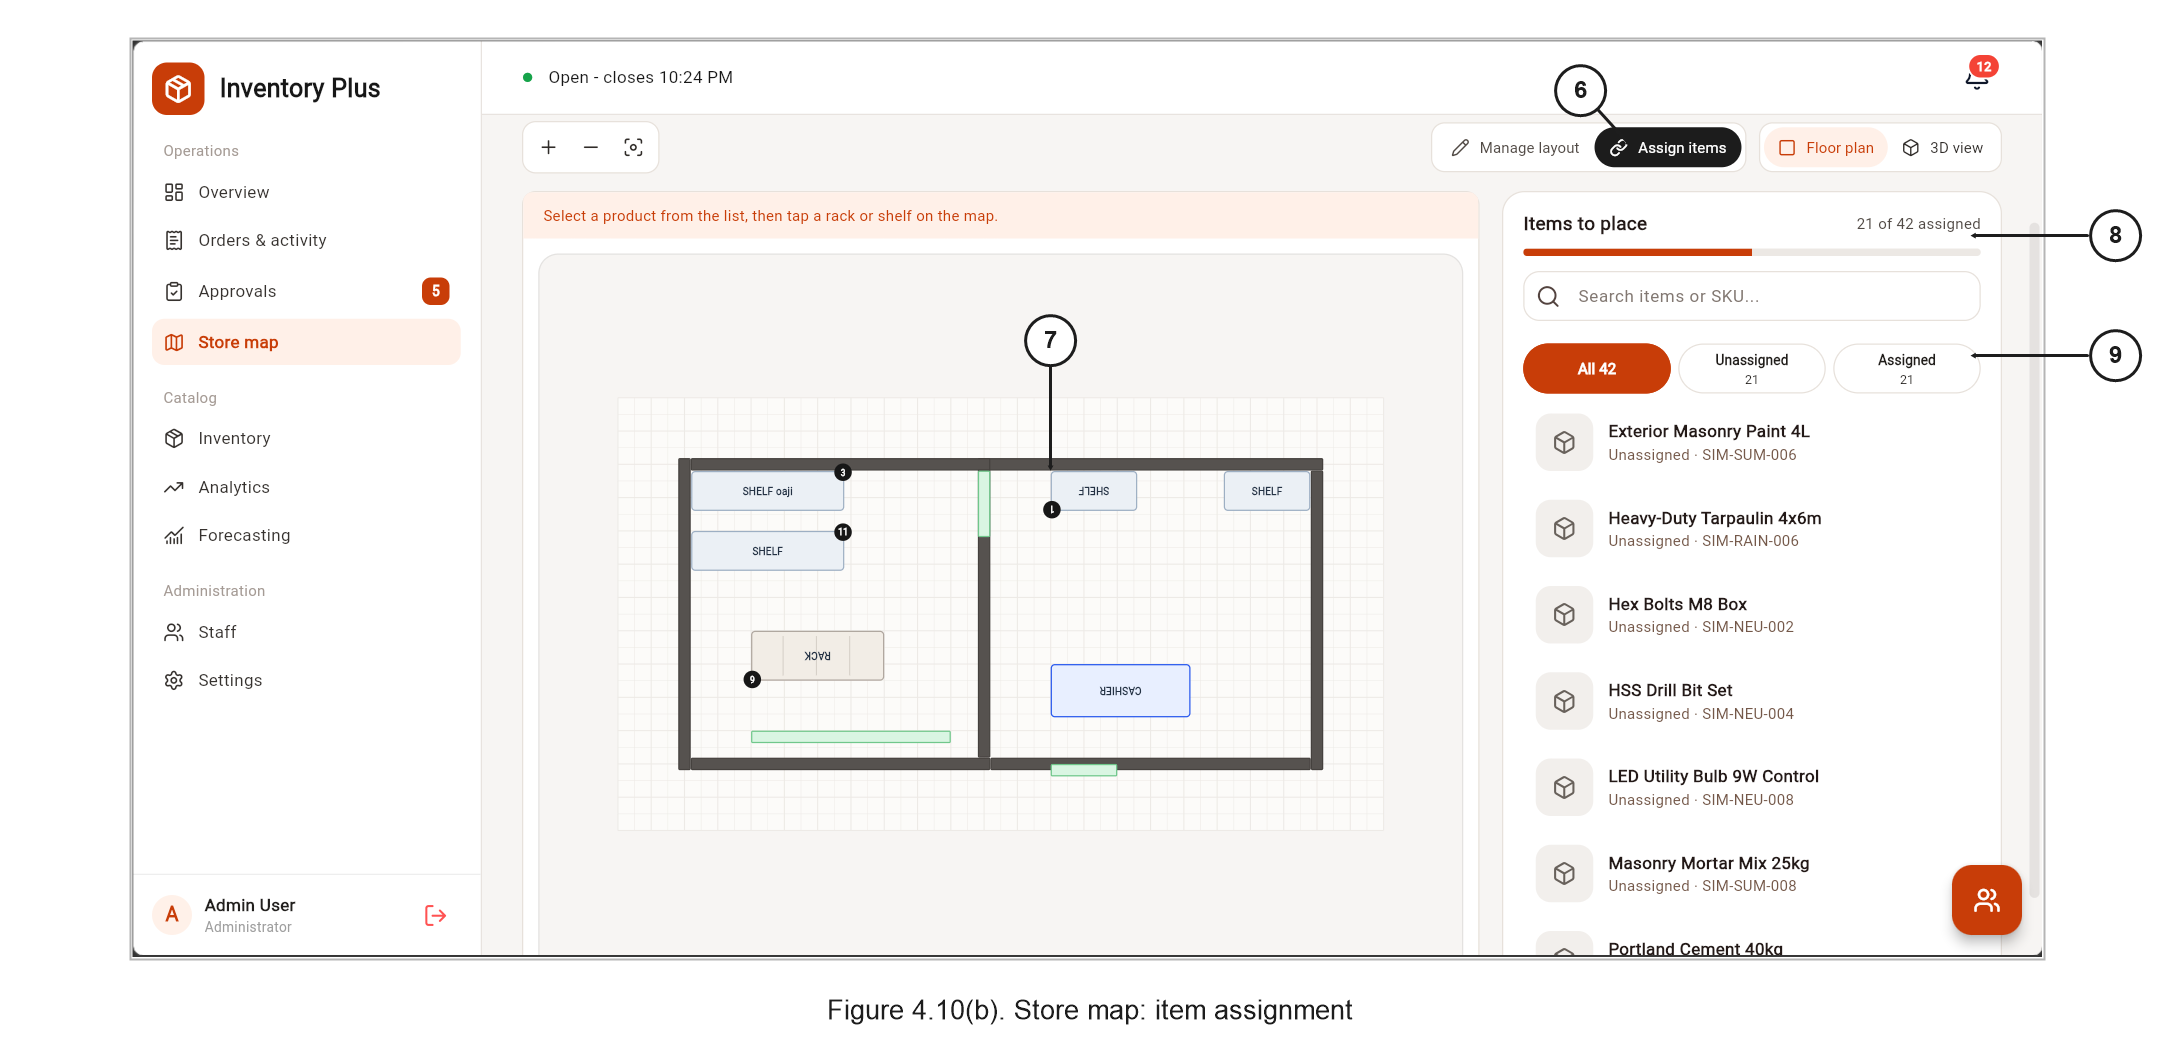 Inventory Plus
Open - closes 10:24 PM
12
6
Operations
Overview
Orders & activity
Approvals 5
Store map
Catalog
Inventory
Analytics
Forecasting
Administration
Staff
Settings
A
Admin User
Administrator
Manage layout
Assign items
Floor plan
3D view
Select a product from the list, then tap a rack or shelf on the map.
7
SHELF oaji
3
SHELF
11
SHELF
1
SHELF
RACK
9
CASHIER
Items to place
21 of 42 assigned
8
Search items or SKU...
All 42
Unassigned
21
Assigned
21
9
Exterior Masonry Paint 4L
Unassigned · SIM-SUM-006
Heavy-Duty Tarpaulin 4x6m
Unassigned · SIM-RAIN-006
Hex Bolts M8 Box
Unassigned · SIM-NEU-002
HSS Drill Bit Set
Unassigned · SIM-NEU-004
LED Utility Bulb 9W Control
Unassigned · SIM-NEU-008
Masonry Mortar Mix 25kg
Unassigned · SIM-SUM-008
Portland Cement 40kg
Figure 4.10(b). Store map: item assignment